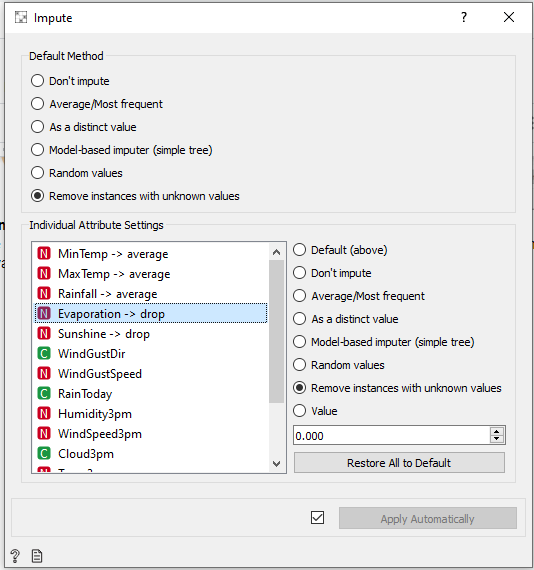 Impute
Default Method
Don't impute
Average/Most frequent
As a distinct value
Model-based imputer (simple tree)
Random values
Remove instances with unknown values
Individual Attribute Settings
N MinTemp -> average
N MaxTemp -> average
N Rainfall -> average
N Evaporation -> drop
N Sunshine -> drop
C WindGustDir
N WindGustSpeed
C RainToday
N Humidity3pm
N WindSpeed3pm
C Cloud3pm
Default (above)
Don't impute
Average/Most frequent
As a distinct value
Model-based imputer (simple tree)
Random values
Remove instances with unknown values
Value
0.000
Restore All to Default
Apply Automatically